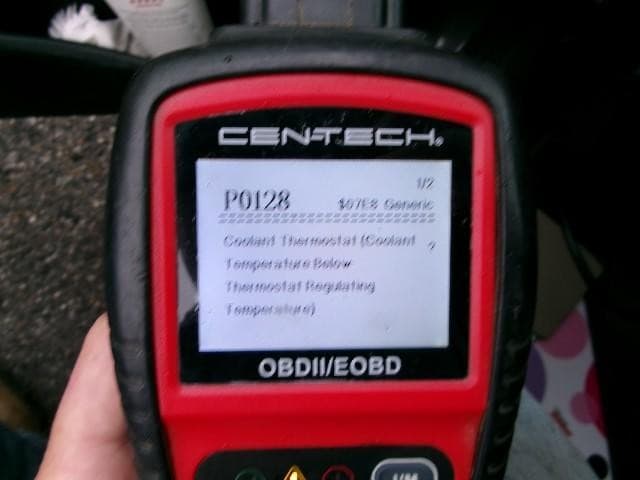 CEN-TECH®
1/2
P0128 $07E8 Generic
Coolant Thermostat (Coolant
Temperature Below
Thermostat Regulating
Temperature)
OBDII/EOBD
I/M